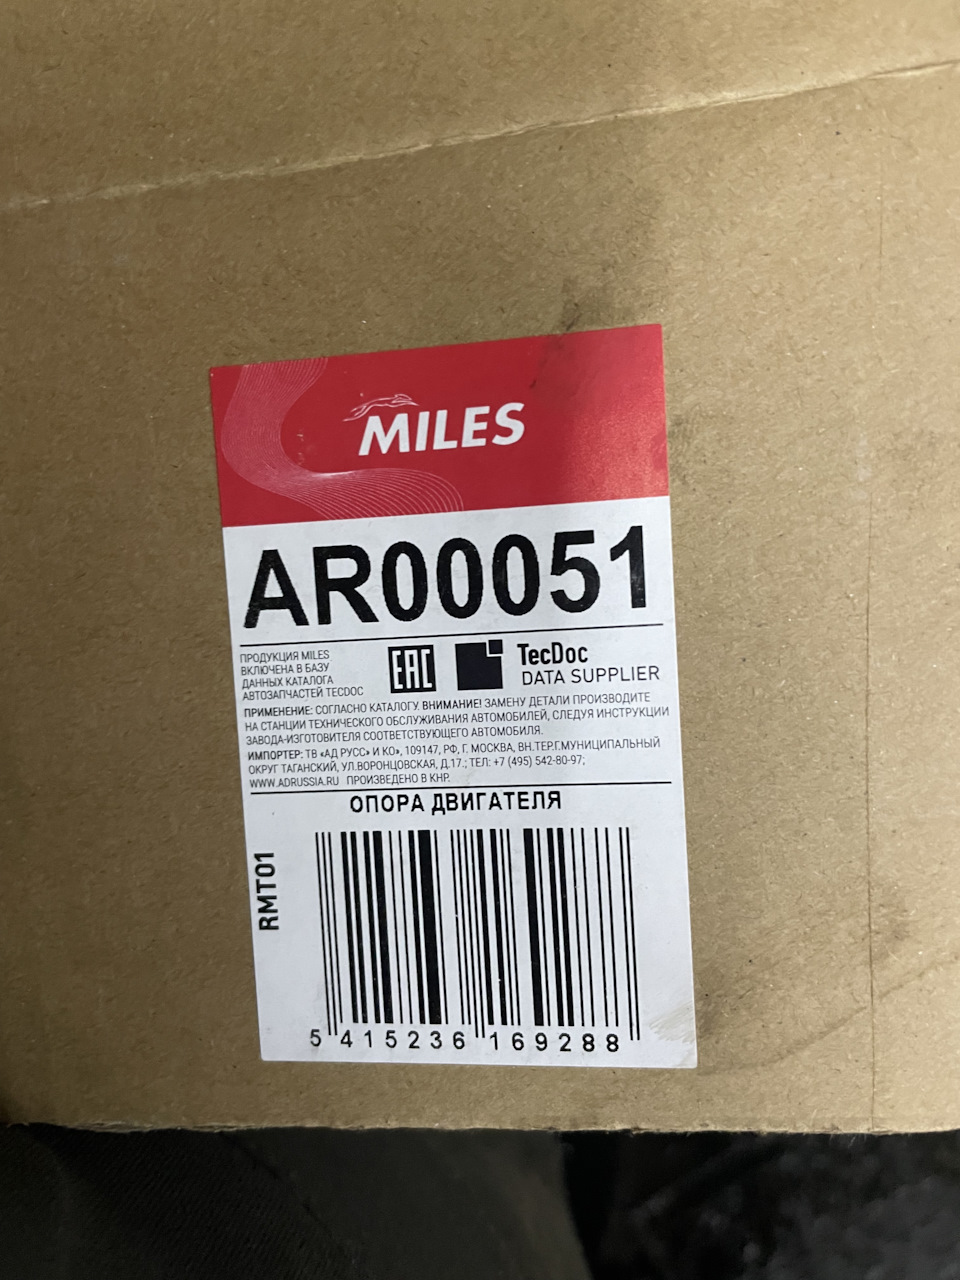 MILES
AR00051
ПРОДУКЦИЯ MILES
ВКЛЮЧЕНА В БАЗУ
ДАННЫХ КАТАЛОГА
АВТОЗАПЧАСТЕЙ TECDOC
EAC
TecDoc
DATA SUPPLIER
ПРИМЕНЕНИЕ: СОГЛАСНО КАТАЛОГУ. ВНИМАНИЕ! ЗАМЕНУ ДЕТАЛИ ПРОИЗВОДИТЕ
НА СТАНЦИИ ТЕХНИЧЕСКОГО ОБСЛУЖИВАНИЯ АВТОМОБИЛЕЙ, СЛЕДУЯ ИНСТРУКЦИИ
ЗАВОДА-ИЗГОТОВИТЕЛЯ СООТВЕТСТВУЮЩЕГО АВТОМОБИЛЯ.
ИМПОРТЕР: ТВ «АД РУСС» И КО», 109147, РФ, Г. МОСКВА, ВН.ТЕР.Г.МУНИЦИПАЛЬНЫЙ
ОКРУГ ТАГАНСКИЙ, УЛ.ВОРОНЦОВСКАЯ, Д.17.; ТЕЛ: +7 (495) 542-80-97;
WWW.ADRUSSIA.RU ПРОИЗВЕДЕНО В КНР.
ОПОРА ДВИГАТЕЛЯ
RMT01
5 415236 169288